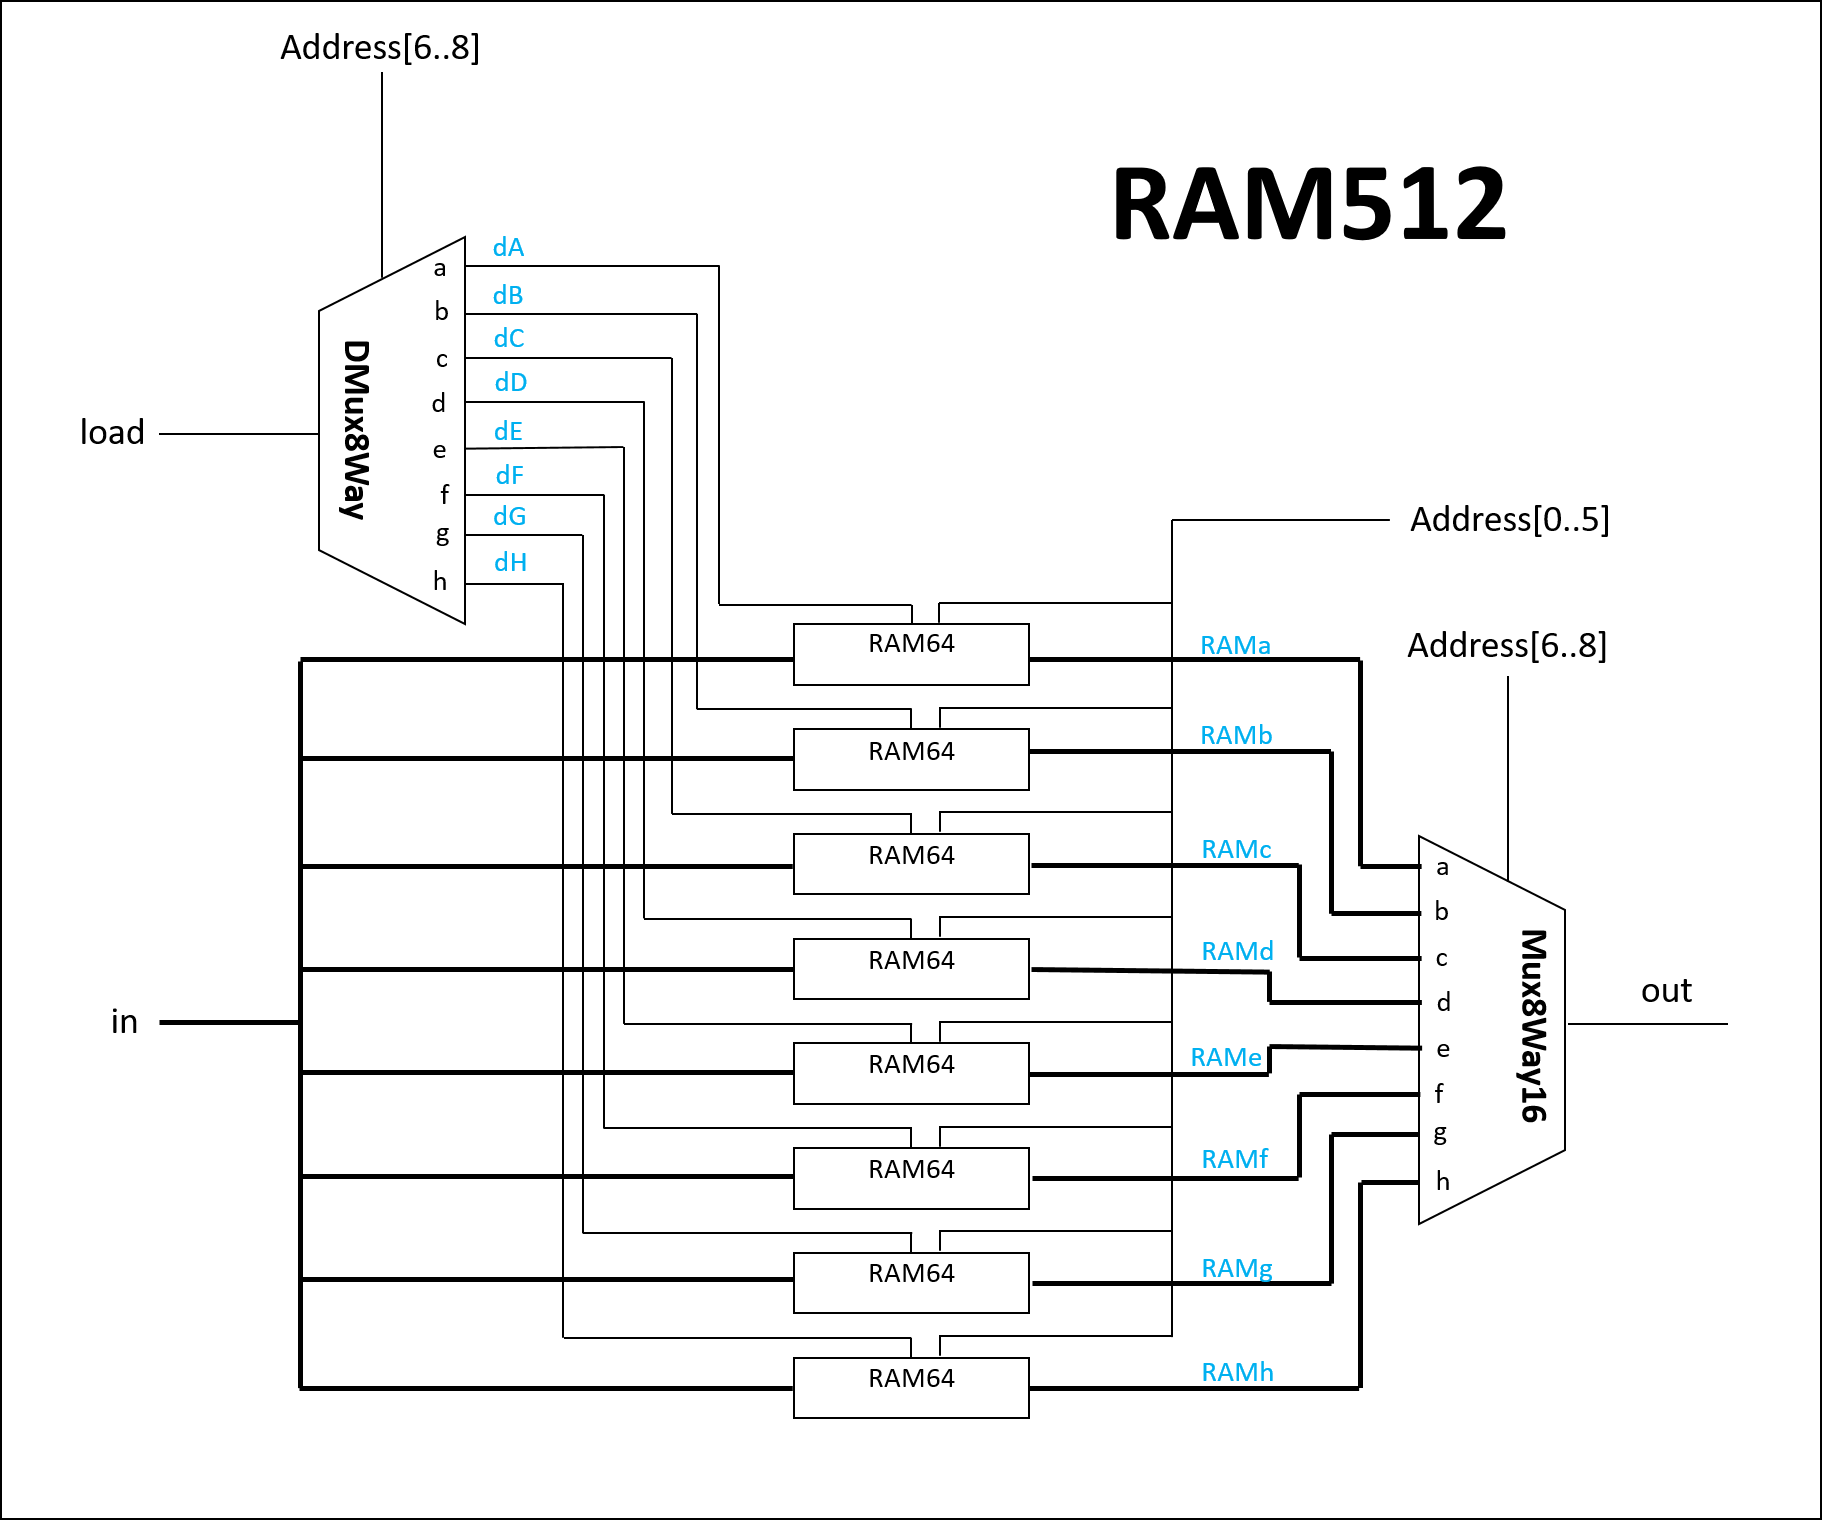 Address[6..8]
RAM512
DMux8Way
a
b
c
d
e
f
g
h
dA
dB
dC
dD
dE
dF
dG
dH
load
Address[0..5]
Address[6..8]
in
RAM64
RAM64
RAM64
RAM64
RAM64
RAM64
RAM64
RAM64
RAMa
RAMb
RAMc
RAMd
RAMe
RAMf
RAMg
RAMh
a
b
c
d
e
f
g
h
Mux8Way16
out